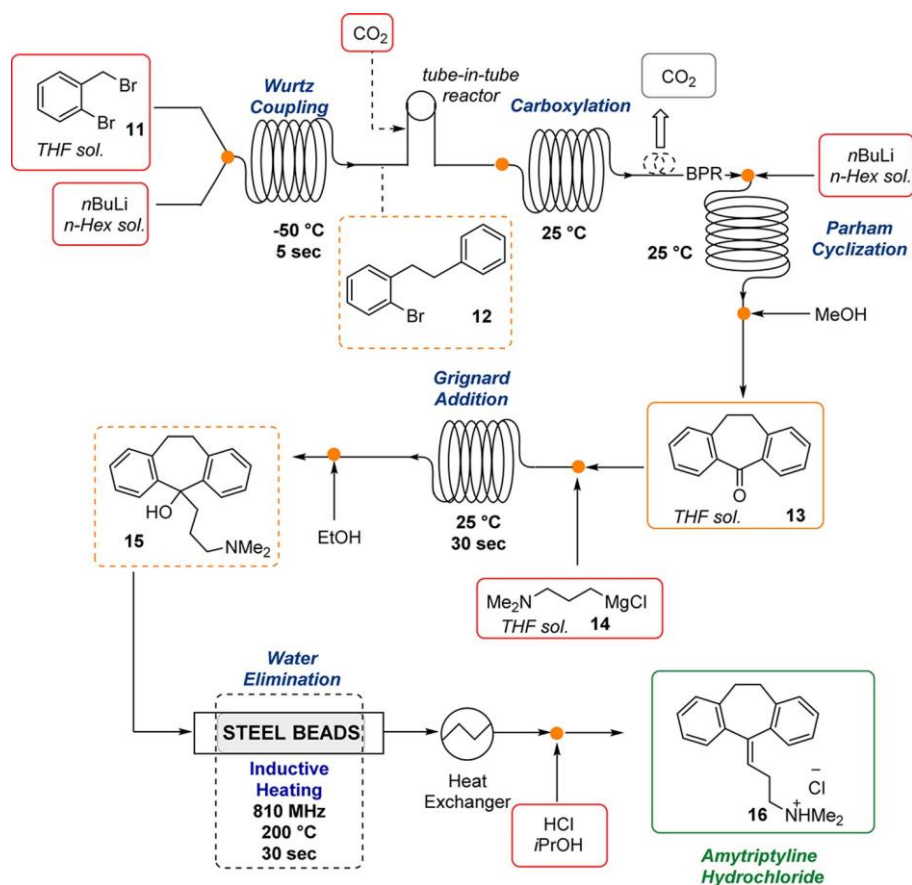 CO2
Br
Br
11
THF sol.
nBuLi
n-Hex sol.
Wurtz
Coupling
-50 °C
5 sec
tube-in-tube
reactor
Carboxylation
25 °C
CO2
BPR
nBuLi
n-Hex sol.
Parham
Cyclization
25 °C
Br
12
MeOH
O
THF sol.
13
Grignard
Addition
25 °C
30 sec
Me2N
MgCl
THF sol.
14
EtOH
HO
NMe2
15
Water
Elimination
STEEL BEADS
Inductive
Heating
810 MHz
200 °C
30 sec
Heat
Exchanger
HCl
iPrOH
–
Cl
+
NHMe2
16
Amytriptyline
Hydrochloride